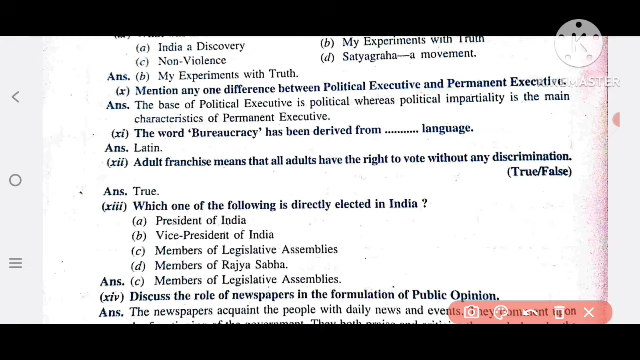 (a) India a Discovery
(b) My Experiments with Truth
(c) Non-Violence
(d) Satyagraha—a movement.
Ans. (b) My Experiments with Truth.
(x) Mention any one difference between Political Executive and Permanent Executive.
Ans. The base of Political Executive is political whereas political impartiality is the main
characteristics of Permanent Executive.
(xi) The word 'Bureaucracy' has been derived from ........... language.
Ans. Latin.
(xii) Adult franchise means that all adults have the right to vote without any discrimination.
(True/False)
Ans. True.
(xiii) Which one of the following is directly elected in India ?
(a) President of India
(b) Vice-President of India
(c) Members of Legislative Assemblies
(d) Members of Rajya Sabha.
Ans. (c) Members of Legislative Assemblies.
(xiv) Discuss the role of newspapers in the formulation of Public Opinion.
Ans. The newspapers acquaint the people with daily news and events. They comment upon